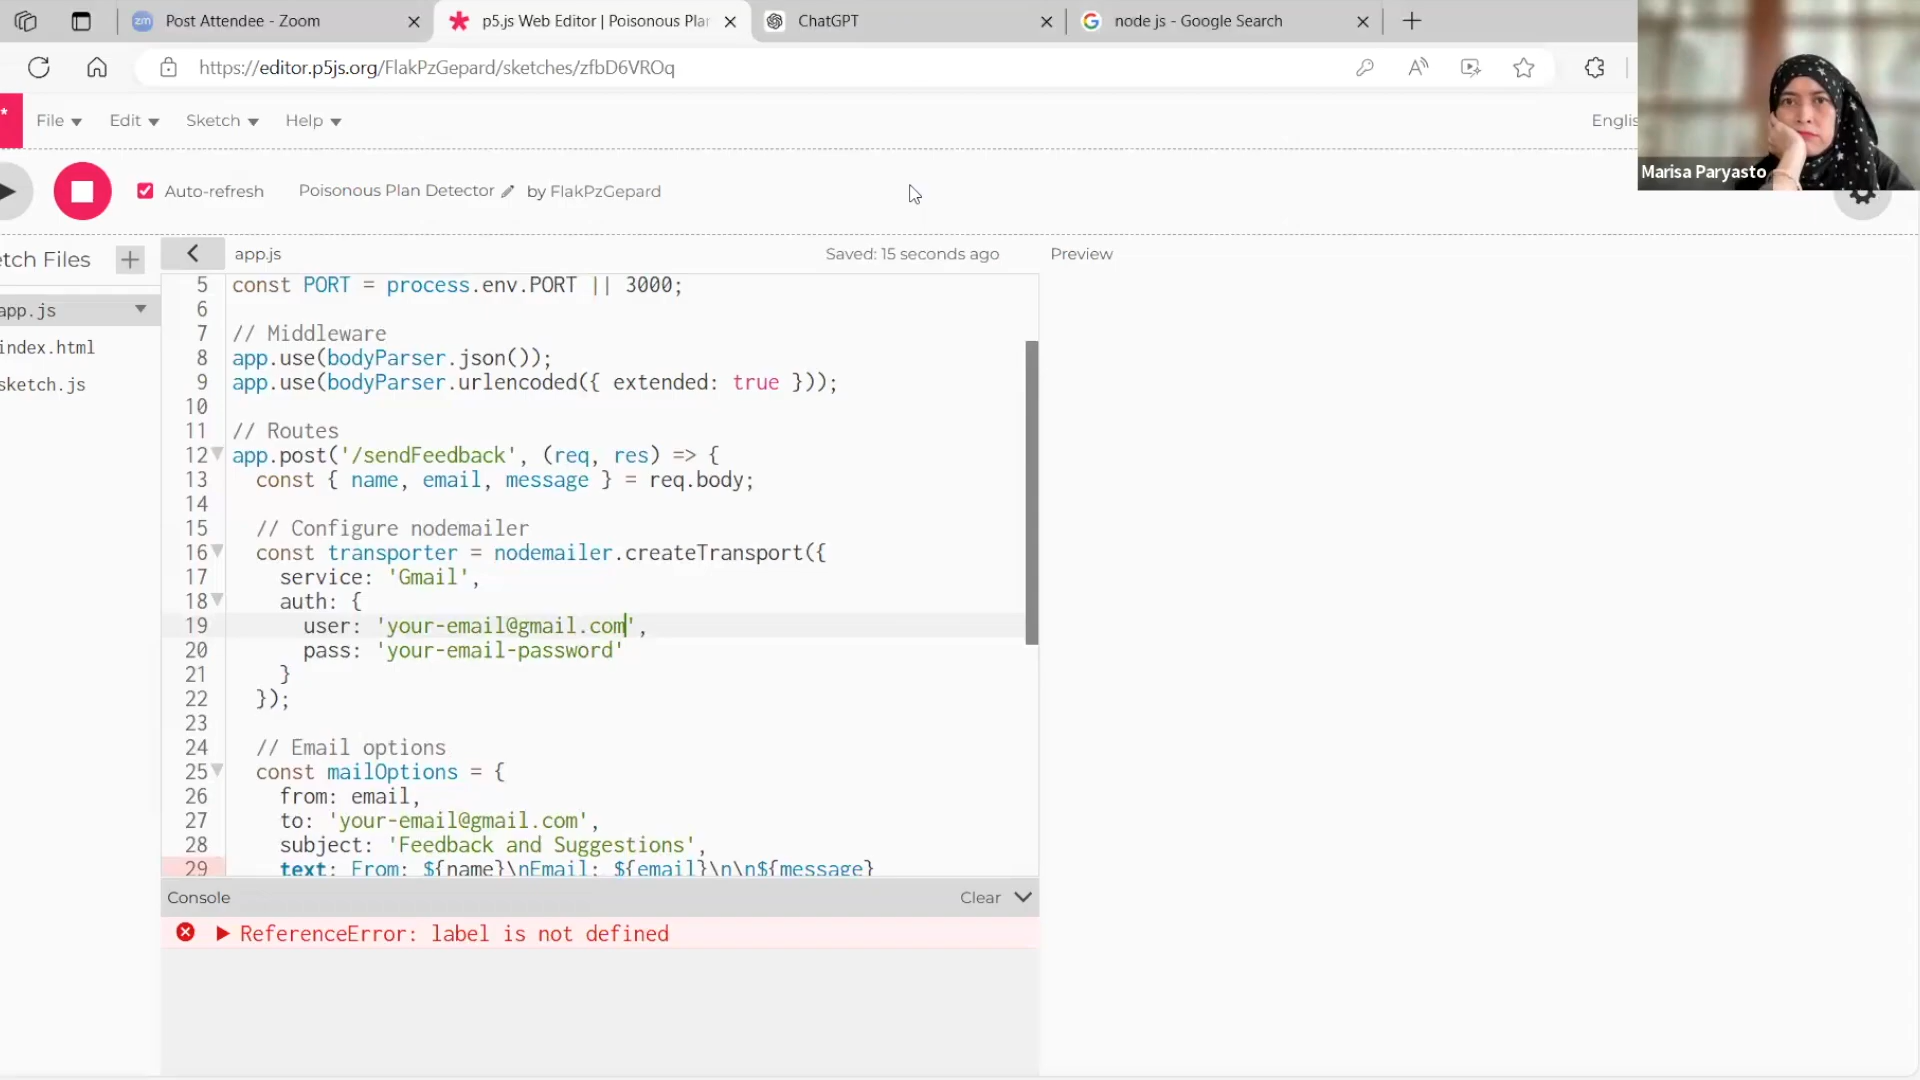 Post Attendee - Zoom
p5.js Web Editor | Poisonous Plan
ChatGPT
node js - Google Search
https://editor.p5js.org/FlakPzGepard/sketches/zfbD6VROq
File
Edit
Sketch
Help
Englis
Marisa Paryasto
Auto-refresh
Poisonous Plan Detector
by FlakPzGepard
etch Files
app.js
Saved: 15 seconds ago
Preview
app.js
index.html
sketch.js
5 const PORT = process.env.PORT || 3000;
6
7 // Middleware
8 app.use(bodyParser.json());
9 app.use(bodyParser.urlencoded({ extended: true }));
10
11 // Routes
12 app.post('/sendFeedback', (req, res) => {
13 const { name, email, message } = req.body;
14
15 // Configure nodemailer
16 const transporter = nodemailer.createTransport({
17 service: 'Gmail',
18 auth: {
19 user: 'your-email@gmail.com',
20 pass: 'your-email-password'
21 }
22 });
23
24 // Email options
25 const mailOptions = {
26 from: email,
27 to: 'your-email@gmail.com',
28 subject: 'Feedback and Suggestions',
29 text: From: ${name}\nEmail: ${email}\n\n${message}
Console
Clear
ReferenceError: label is not defined